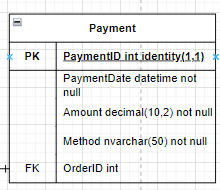 Payment
PK PaymentID int identity(1,1)
PaymentDate datetime not
null
Amount decimal(10,2) not null
Method nvarchar(50) not null
FK OrderID int